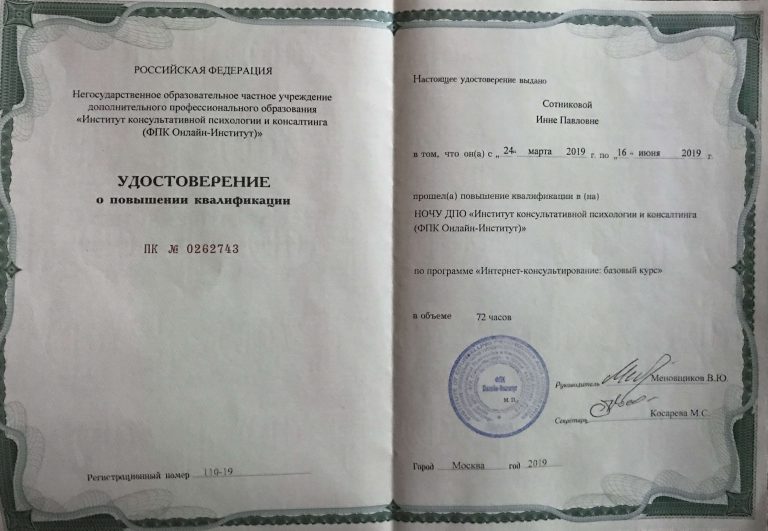 РОССИЙСКАЯ ФЕДЕРАЦИЯ
Негосударственное образовательное частное учреждение
дополнительного профессионального образования
«Институт консультативной психологии и консалтинга
(ФПК Онлайн-Институт)»
УДОСТОВЕРЕНИЕ
о повышении квалификации
ПК № 0262743
Регистрационный номер 110-19
Настоящее удостоверение выдано
Сотниковой
Инне Павловне
в том, что он(а) с „ 24 " марта 2019 г. по „ 16 " июня 2019 г.
прошел(а) повышение квалификации в (на)
НОЧУ ДПО «Институт консультативной психологии и консалтинга
(ФПК Онлайн-Институт)»
по программе «Интернет-консультирование: базовый курс»
в объеме 72 часов
ФПК
Онлайн-Институт
м.п.
Руководитель Меновщиков В.Ю.
Секретарь Косарева М.С.
Город Москва год 2019